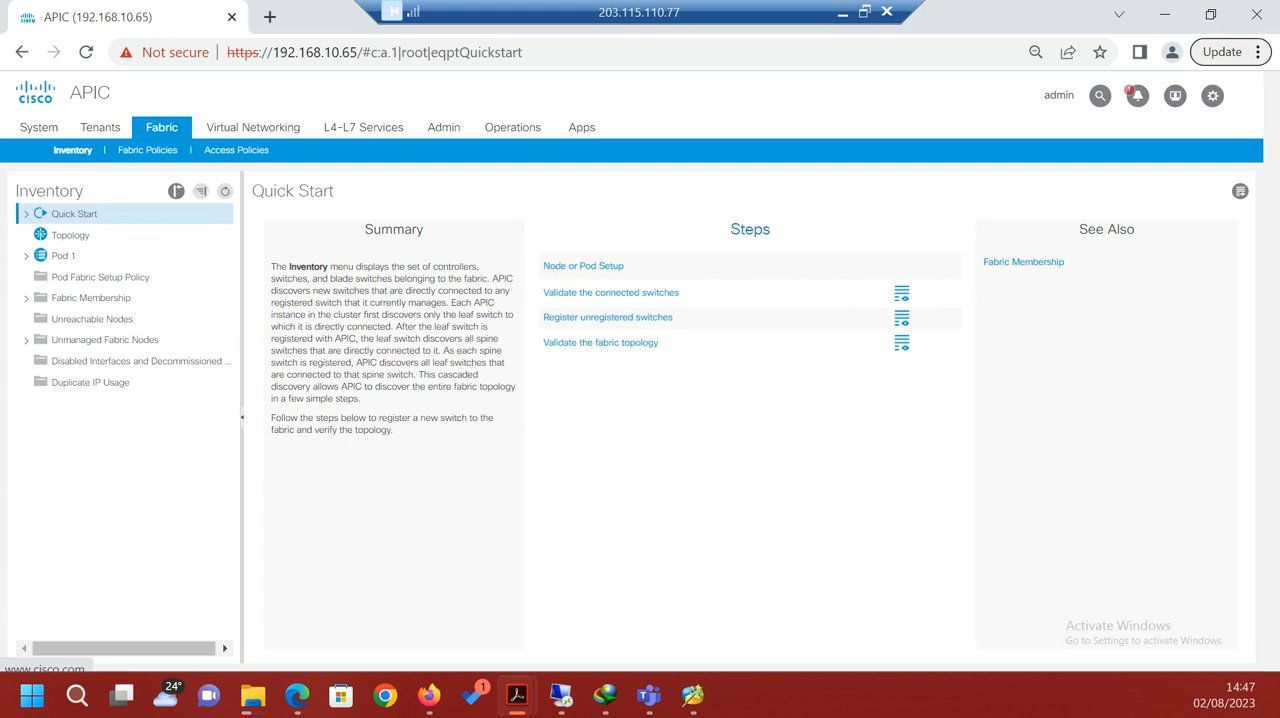 APIC (192.168.10.65)
203.115.110.77
Not secure
https://192.168.10.65/#c:a.1|root|eqptQuickstart
Update
CISCO
APIC
admin
System
Tenants
Fabric
Virtual Networking
L4-L7 Services
Admin
Operations
Apps
Inventory | Fabric Policies | Access Policies
Inventory
Quick Start
Topology
Pod 1
Pod Fabric Setup Policy
Fabric Membership
Unreachable Nodes
Unmanaged Fabric Nodes
Disabled Interfaces and Decommissioned ...
Duplicate IP Usage
Quick Start
Summary
The Inventory menu displays the set of controllers,
switches, and blade switches belonging to the fabric. APIC
discovers new switches that are directly connected to any
registered switch that it currently manages. Each APIC
instance in the cluster first discovers only the leaf switch to
which it is directly connected. After the leaf switch is
registered with APIC, the leaf switch discovers all spine
switches that are directly connected to it. As each spine
switch is registered, APIC discovers all leaf switches that
are connected to that spine switch. This cascaded
discovery allows APIC to discover the entire fabric topology
in a few simple steps.
Follow the steps below to register a new switch to the
fabric and verify the topology.
Steps
Node or Pod Setup
Validate the connected switches
Register unregistered switches
Validate the fabric topology
See Also
Fabric Membership
Activate Windows
Go to Settings to activate Windows.
www.cisco.com
24°
1
14:47
02/08/2023